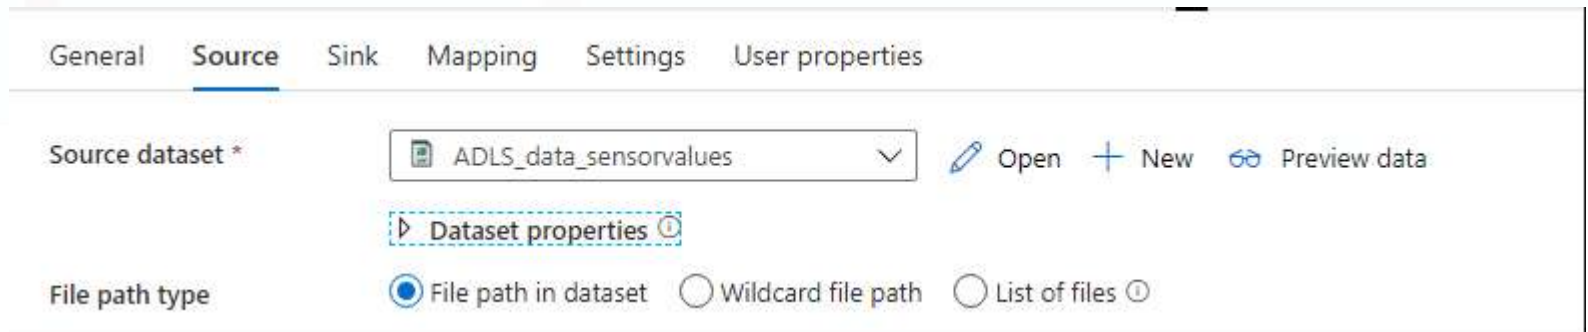 General Source Sink Mapping Settings User properties
Source dataset * ADLS_data_sensorvalues Open New Preview data
Dataset properties
File path type File path in dataset Wildcard file path List of files